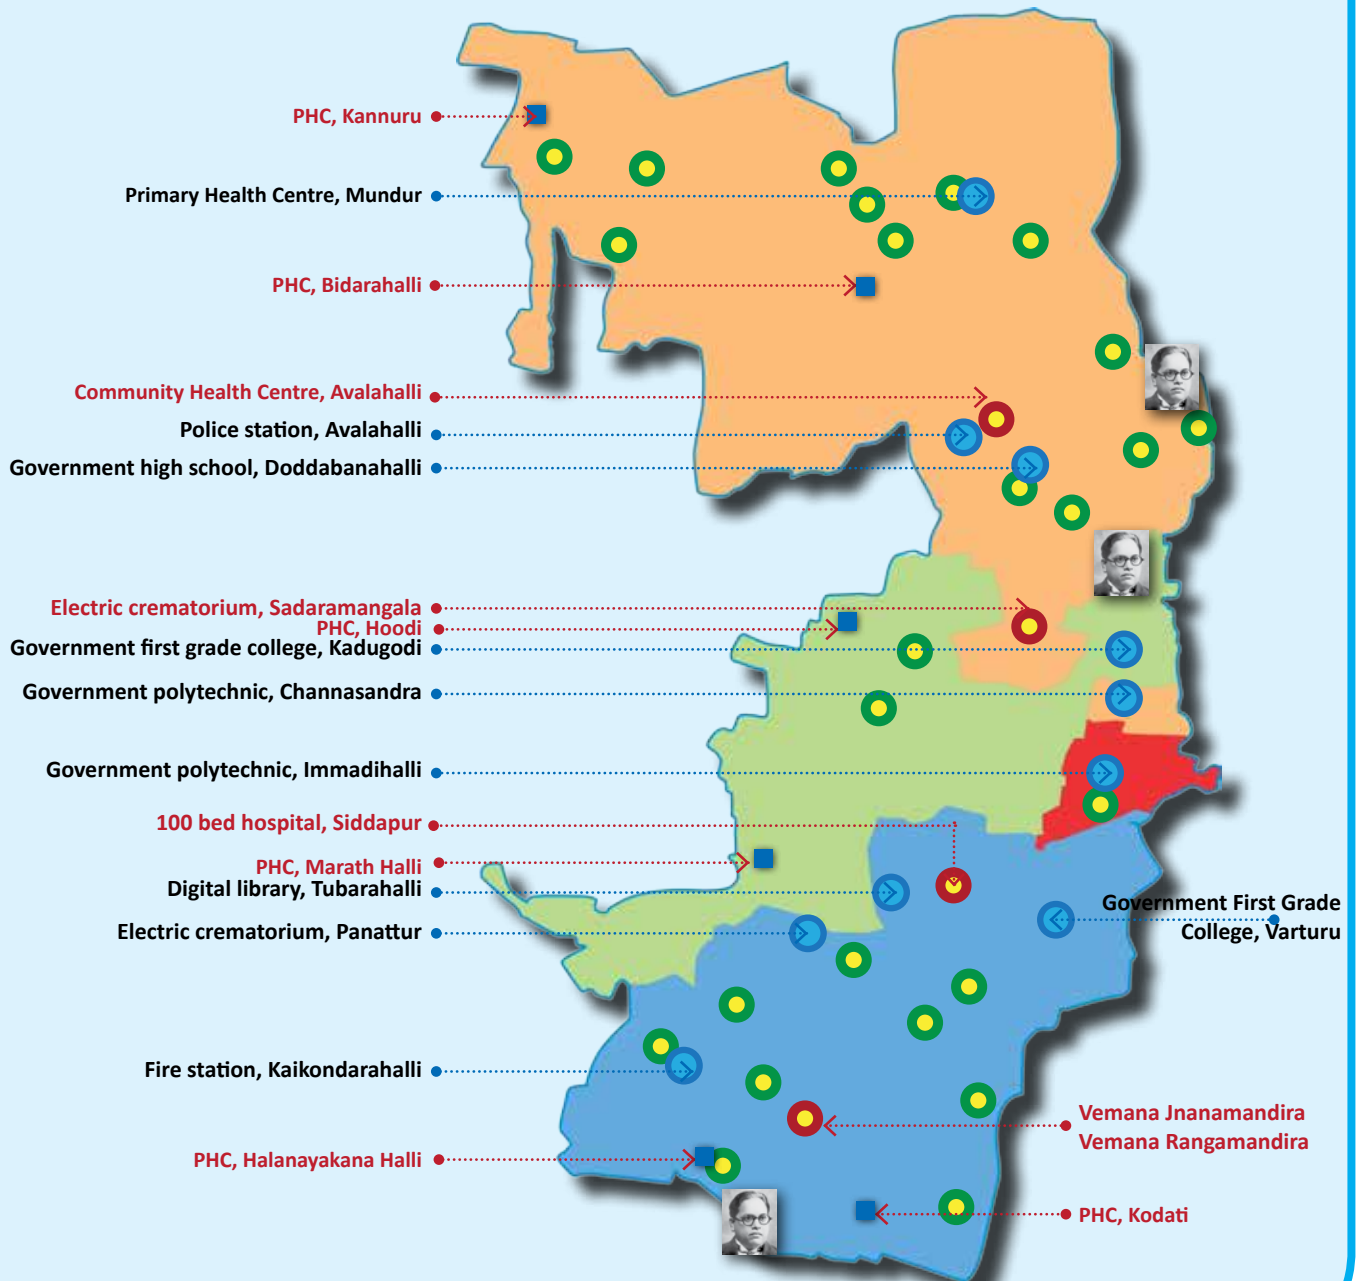 PHC, Kannuru
Primary Health Centre, Mundur
PHC, Bidarahalli
Community Health Centre, Avalahalli
Police station, Avalahalli
Government high school, Doddabanahalli
Electric crematorium, Sadaramangala
PHC, Hoodi
Government first grade college, Kadugodi
Government polytechnic, Channasandra
Government polytechnic, Immadihalli
100 bed hospital, Siddapur
PHC, Marath Halli
Digital library, Tubarahalli
Government First Grade
College, Varturu
Electric crematorium, Panattur
Fire station, Kaikondarahalli
Vemana Jnanamandira
Vemana Rangamandira
PHC, Halanayakana Halli
PHC, Kodati